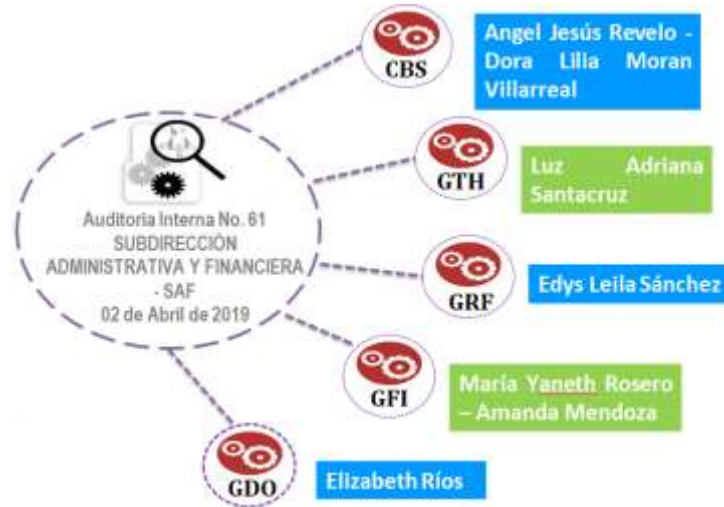 CBS
Angel Jesús Revelo -
Dora Lilia Moran
Villarreal
GTH
Luz Adriana
Santacruz
Auditoria Interna No. 61
SUBDIRECCIÓN
ADMINISTRATIVA Y FINANCIERA
- SAF
02 de Abril de 2019
GRF
Edys Leila Sánchez
GFI
María Yaneth Rosero
– Amanda Mendoza
GDO
Elizabeth Ríos